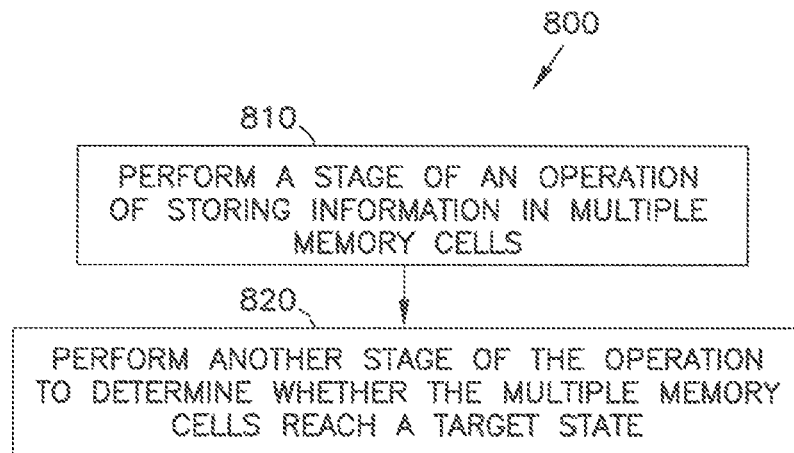 800
810
PERFORM A STAGE OF AN OPERATION
OF STORING INFORMATION IN MULTIPLE
MEMORY CELLS
820
PERFORM ANOTHER STAGE OF THE OPERATION
TO DETERMINE WHETHER THE MULTIPLE MEMORY
CELLS REACH A TARGET STATE